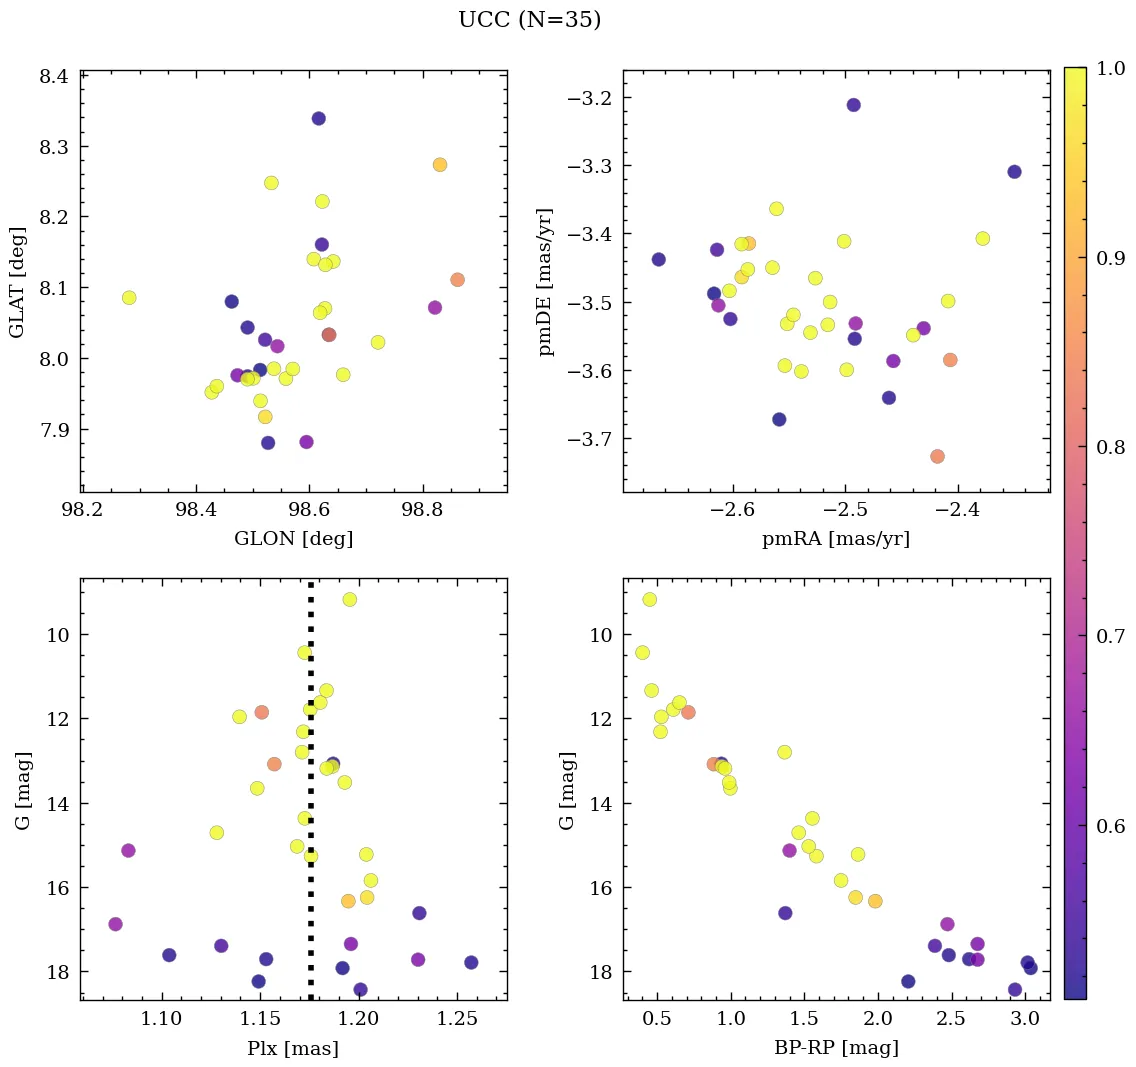 UCC (N=35)
8.4
8.3
8.2
8.1
8.0
7.9
GLAT [deg]
98.2 98.4 98.6 98.8
GLON [deg]
−3.2
−3.3
−3.4
−3.5
−3.6
−3.7
pmDE [mas/yr]
−2.6 −2.5 −2.4
pmRA [mas/yr]
1.0
0.9
0.8
0.7
0.6
10
12
14
16
18
G [mag]
1.10 1.15 1.20 1.25
Plx [mas]
10
12
14
16
18
G [mag]
0.5 1.0 1.5 2.0 2.5 3.0
BP-RP [mag]